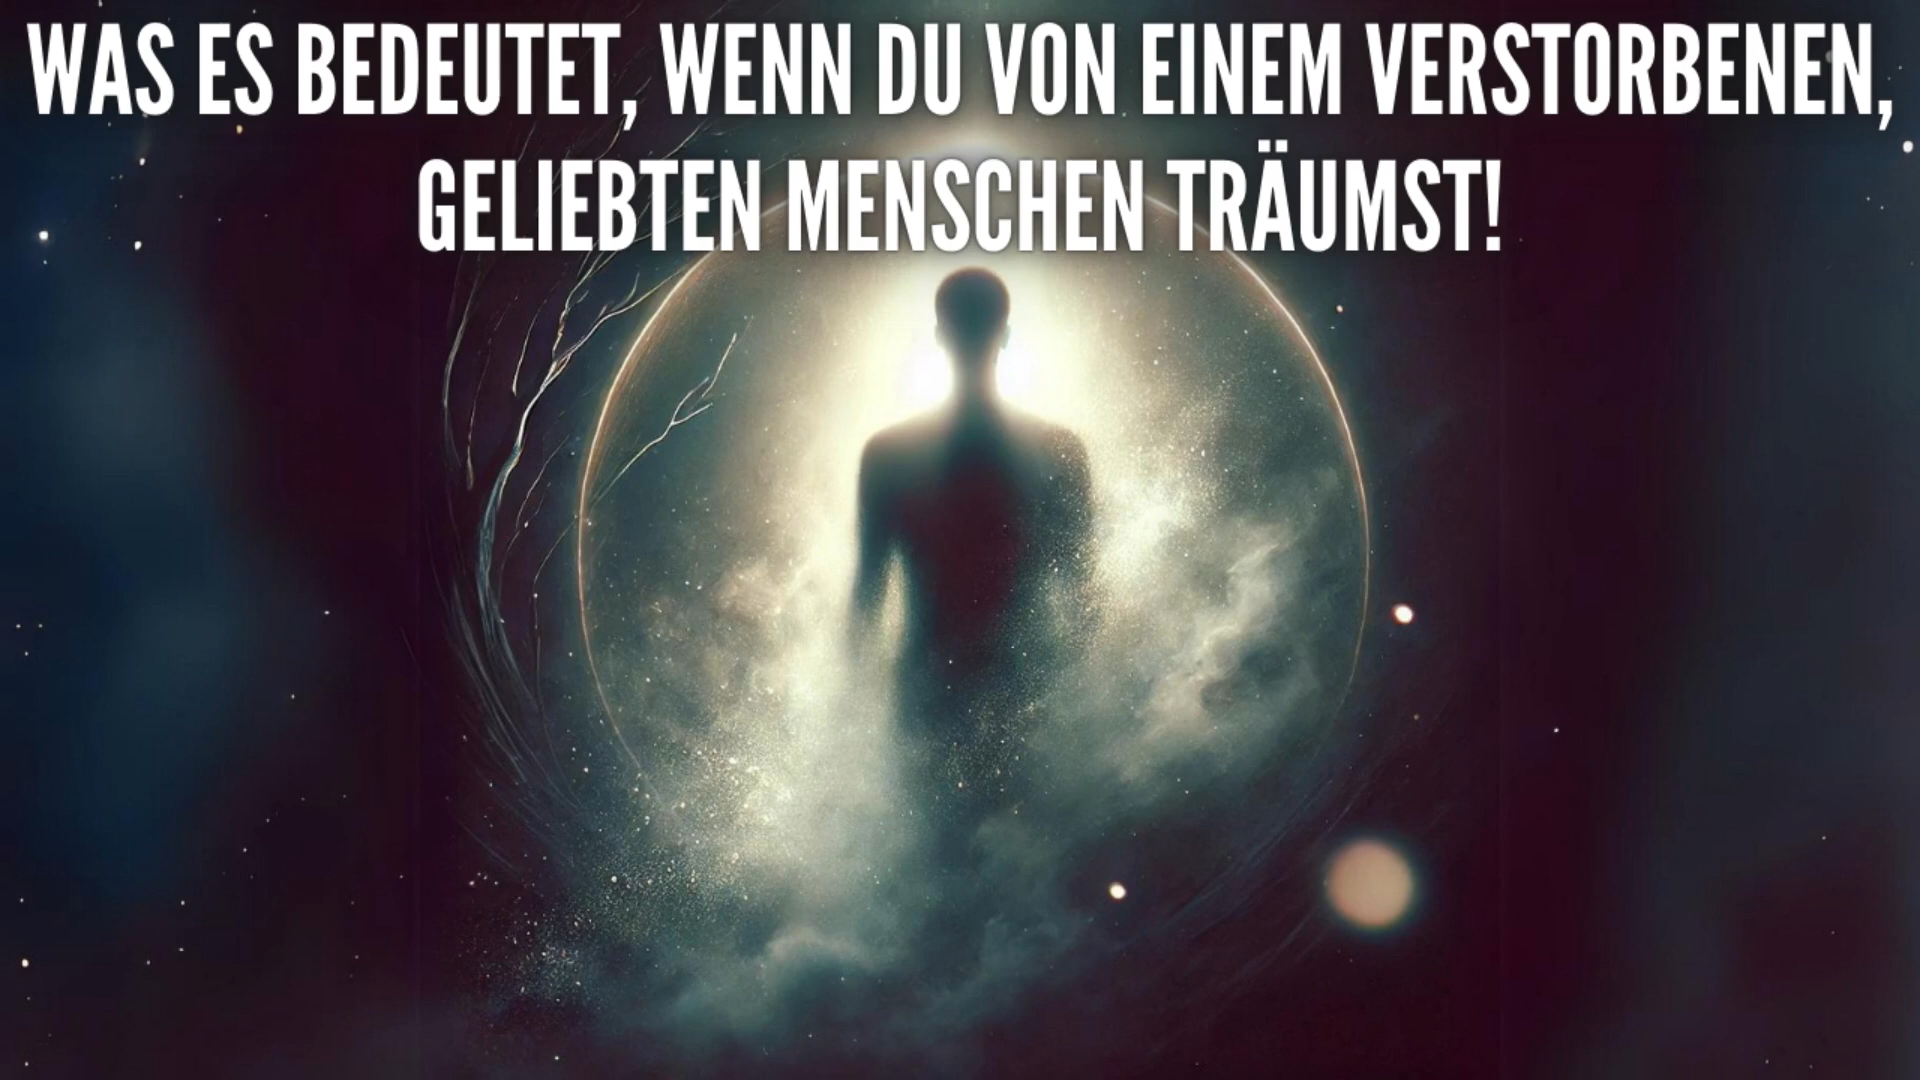 WAS ES BEDEUTET, WENN DU VON EINEM VERSTORBENEN,
GELIEBTEN MENSCHEN TRÄUMST!